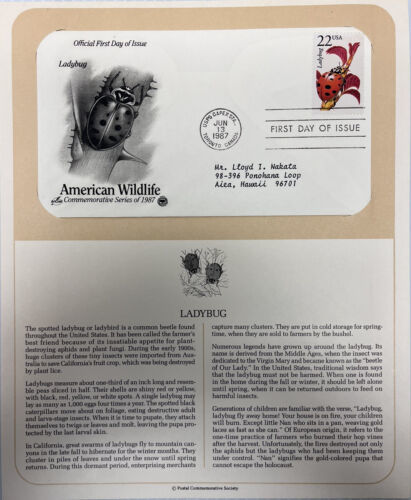 Official First Day of Issue
Ladybug
American Wildlife
Commemorative Series of 1987
USPS CAPEX STA.
JUN
13
1987
TORONTO CANADA
22 USA
Ladybug
FIRST DAY OF ISSUE
Mr. Lloyd I. Nakata
98-396 Ponohana Loop
Aiea, Hawaii 96701
LADYBUG
The spotted ladybug or ladybird is a common beetle found
throughout the United States. It has been called the farmer's
best friend because of its insatiable appetite for plant-
destroying aphids and plant fungi. During the early 1900s,
huge clusters of these tiny insects were imported from Aus-
tralia to save California's fruit crop, which was being destroyed
by plant lice.
Ladybugs measure about one-third of an inch long and resem-
ble peas sliced in half. Their shells are shiny red or yellow,
with black, red, yellow, or white spots. A single ladybug may
lay as many as 1,000 eggs four times a year. The spotted black
caterpillars move about on foliage, eating destructive adult
and larva-stage insects. When it is time to pupate, they attach
themselves to twigs or leaves and molt, leaving the pupa pro-
tected by the last larval skin.
In California, great swarms of ladybugs fly to mountain can-
yons in the late fall to hibernate for the winter months. They
cluster in piles of leaves and under the snow until spring
returns. During this dormant period, enterprising merchants
capture many clusters. They are put in cold storage for spring-
time, when they are sold to farmers by the bushel.
Numerous legends have grown up around the ladybug. Its
name is derived from the Middle Ages, when the insect was
dedicated to the Virgin Mary and became known as the "beetle
of Our Lady." In the United States, traditional wisdom says
that the ladybug must not be harmed. When one is found
in the home during the fall or winter, it should be left alone
until spring, when it can be returned outdoors to feed on
harmful insects.
Generations of children are familiar with the verse, "Ladybug,
ladybug fly away home! Your house is on fire, your children
will burn. Except little Nan who sits in a pan, weaving gold
laces as fast as she can." Of European origin, it refers to the
one-time practice of farmers who burned their hop vines
after the harvest. Unfortunately, the fires destroyed not only
the aphids but the ladybugs who had been keeping them
under control. "Nan" signifies the gold-colored pupa that
cannot escape the holocaust.
© Postal Commemorative Society